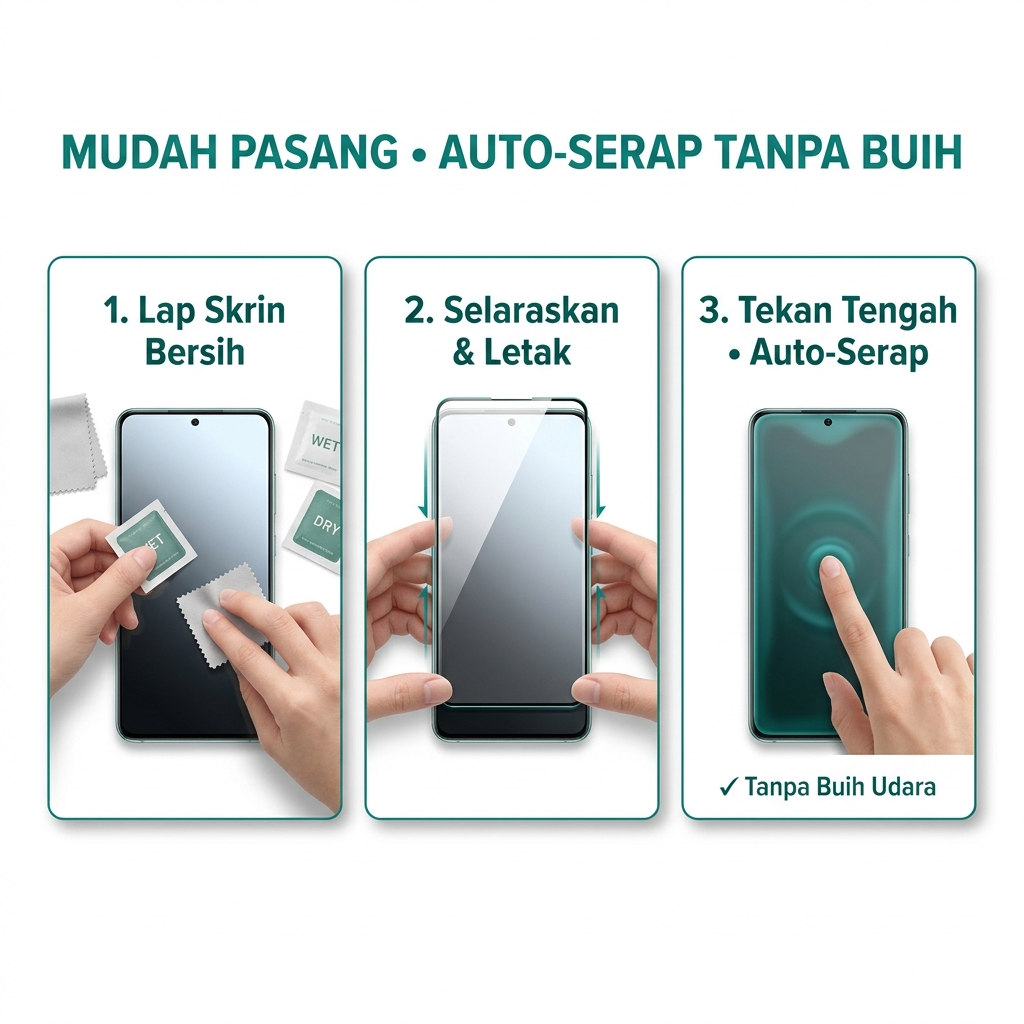 MUDAH PASANG • AUTO-SERAP TANPA BUIH
1. Lap Skrin
Bersih
WET
DRY
2. Selaraskan
& Letak
3. Tekan Tengah
• Auto-Serap
✓ Tanpa Buih Udara